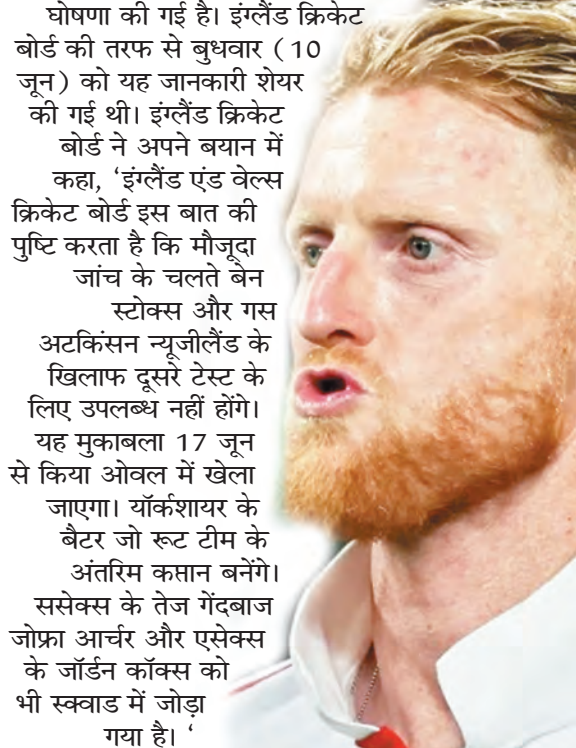 घोषणा की गई है। इंग्लैंड क्रिकेट
बोर्ड की तरफ से बुधवार (10
जून) को यह जानकारी शेयर
की गई थी। इंग्लैंड क्रिकेट
बोर्ड ने अपने बयान में
कहा, ‘इंग्लैंड एंड वेल्स
क्रिकेट बोर्ड इस बात की
पुष्टि करता है कि मौजूदा
जांच के चलते बेन
स्टोक्स और गस
अटकिंसन न्यूजीलैंड के
खिलाफ दूसरे टेस्ट के
लिए उपलब्ध नहीं होंगे।
यह मुकाबला 17 जून
से किया ओवल में खेला
जाएगा। यॉर्कशायर के
बैटर जो रूट टीम के
अंतरिम कप्तान बनेंगे।
ससेक्स के तेज गेंदबाज
जोफ्रा आर्चर और एसेक्स
के जॉर्डन कॉक्स को
भी स्क्वाड में जोड़ा
गया है। ‘